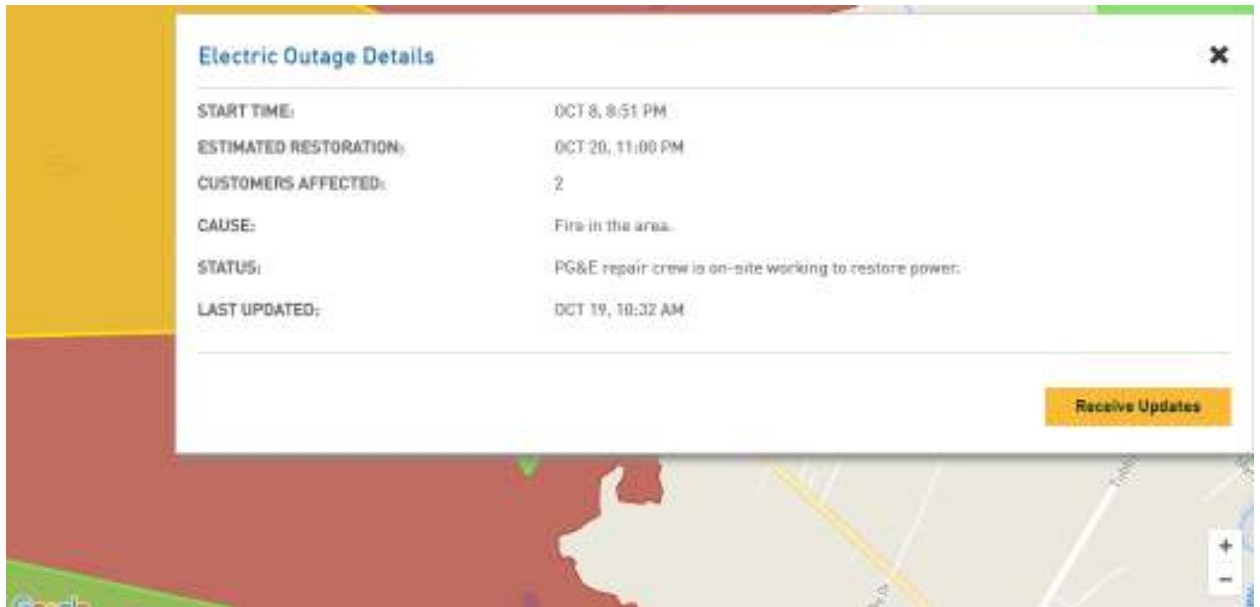 Electric Outage Details
START TIME: OCT 8, 8:51 PM
ESTIMATED RESTORATION: OCT 20, 11:00 PM
CUSTOMERS AFFECTED: 2
CAUSE: Fire in the area.
STATUS: PG&E repair crew is on-site working to restore power.
LAST UPDATED: OCT 19, 10:32 AM
Receive Updates
Google